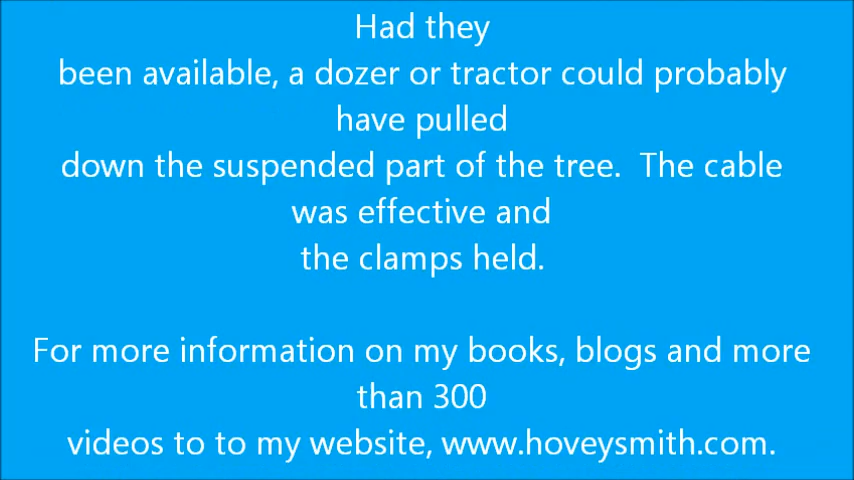 Had they
been available, a dozer or tractor could probably
have pulled
down the suspended part of the tree.  The cable
was effective and
the clamps held.
For more information on my books, blogs and more
than 300
videos to to my website, www.hoveysmith.com.